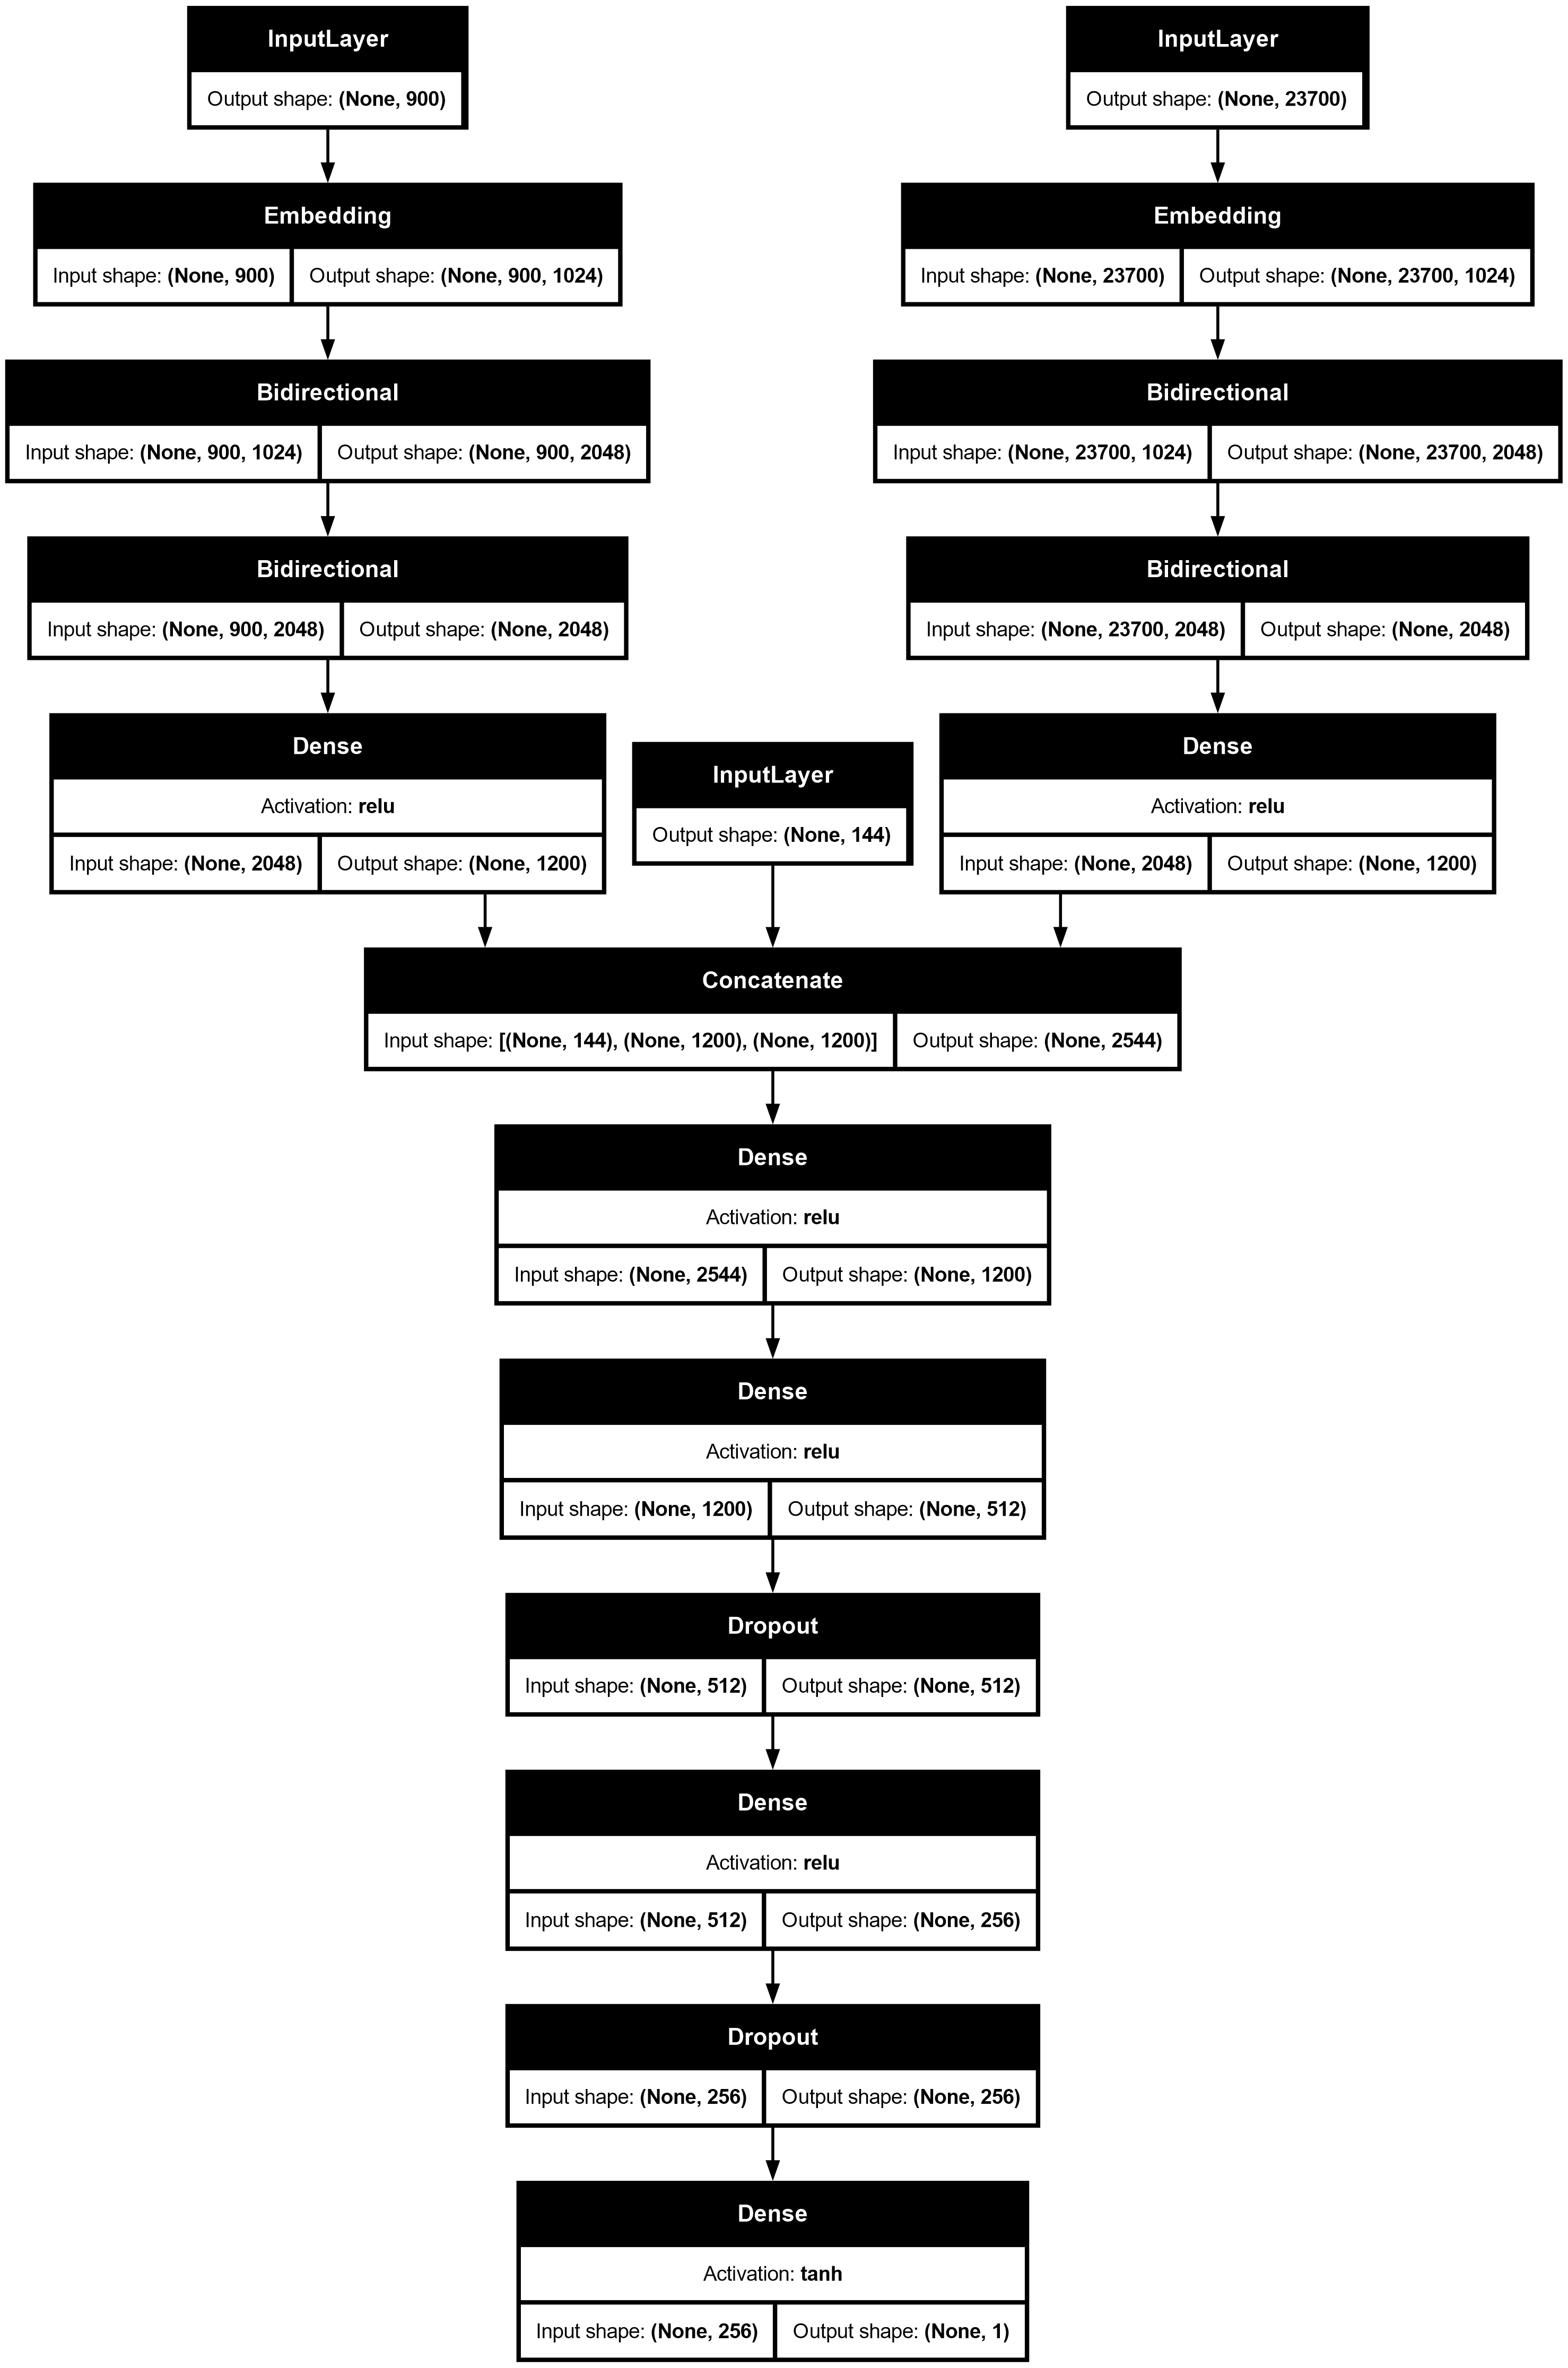 InputLayer
Output shape: (None, 900)
Embedding
Input shape: (None, 900) Output shape: (None, 900, 1024)
Bidirectional
Input shape: (None, 900, 1024) Output shape: (None, 900, 2048)
Bidirectional
Input shape: (None, 900, 2048) Output shape: (None, 2048)
Dense
Activation: relu
Input shape: (None, 2048) Output shape: (None, 1200)
InputLayer
Output shape: (None, 144)
InputLayer
Output shape: (None, 23700)
Embedding
Input shape: (None, 23700) Output shape: (None, 23700, 1024)
Bidirectional
Input shape: (None, 23700, 1024) Output shape: (None, 23700, 2048)
Bidirectional
Input shape: (None, 23700, 2048) Output shape: (None, 2048)
Dense
Activation: relu
Input shape: (None, 2048) Output shape: (None, 1200)
Concatenate
Input shape: [(None, 144), (None, 1200), (None, 1200)] Output shape: (None, 2544)
Dense
Activation: relu
Input shape: (None, 2544) Output shape: (None, 1200)
Dense
Activation: relu
Input shape: (None, 1200) Output shape: (None, 512)
Dropout
Input shape: (None, 512) Output shape: (None, 512)
Dense
Activation: relu
Input shape: (None, 512) Output shape: (None, 256)
Dropout
Input shape: (None, 256) Output shape: (None, 256)
Dense
Activation: tanh
Input shape: (None, 256) Output shape: (None, 1)